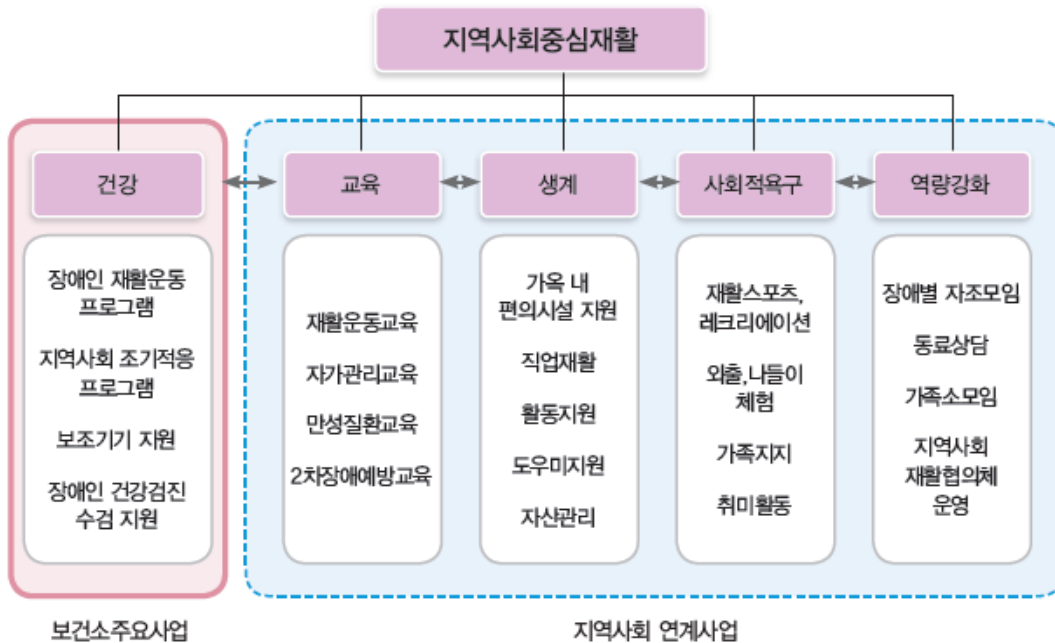 지역사회중심재활
건강
교육
생계
사회적욕구
역량강화
장애인 재활운동
프로그램
지역사회 조기적응
프로그램
보조기기 지원
장애인 건강검진
수검 지원
재활운동교육
자가관리교육
만성질환교육
2차장애예방교육
가옥 내
편의시설 지원
직업재활
활동지원
도우미지원
자산관리
재활스포츠,
레크리에이션
외출,나들이
체험
가족지지
취미활동
장애별 자조모임
동료상담
가족소모임
지역사회
재활협의체
운영
보건소주요사업
지역사회 연계사업